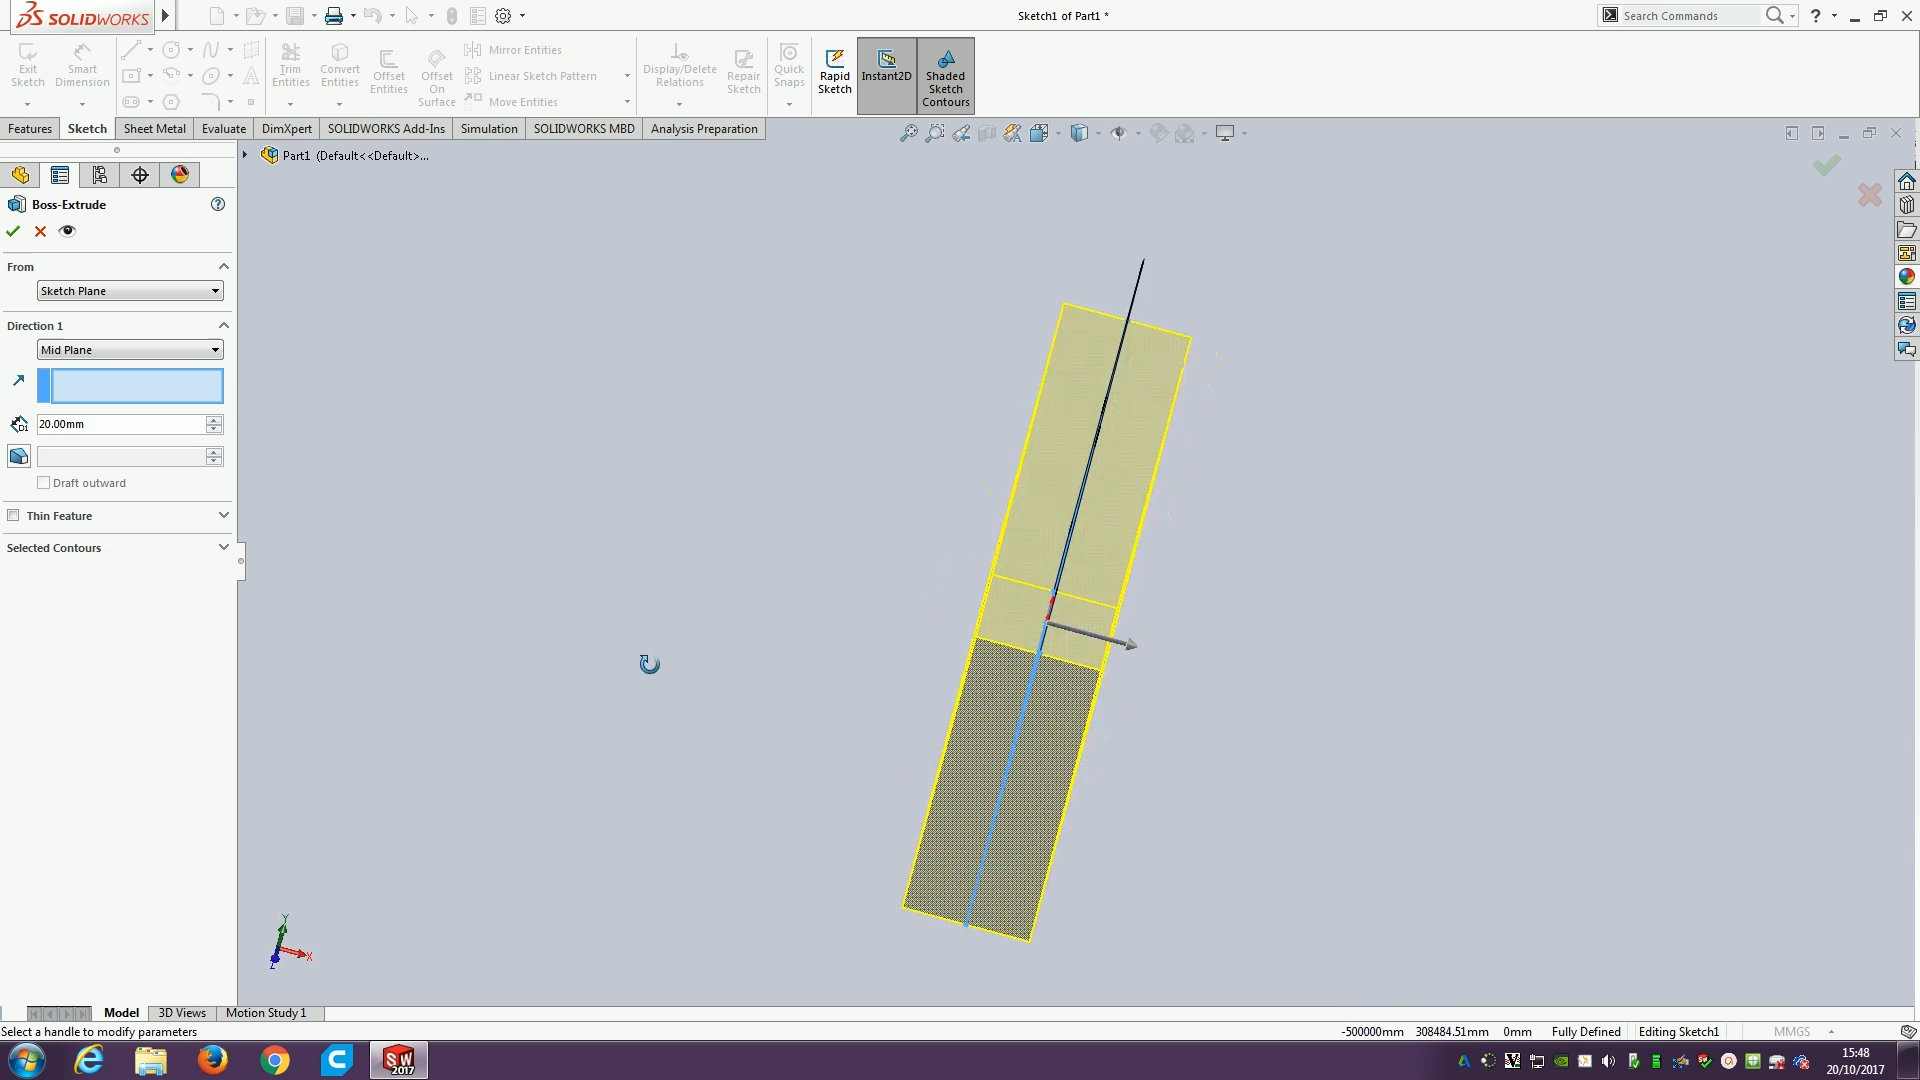 SOLIDWORKS
Sketch1 of Part1 *
Search Commands
?
Exit Sketch
Smart Dimension
Trim Entities
Convert Entities
Offset Entities
Offset On Surface
Mirror Entities
Linear Sketch Pattern
Move Entities
Display/Delete Relations
Repair Sketch
Quick Snaps
Rapid Sketch
Instant2D
Shaded Sketch Contours
Features
Sketch
Sheet Metal
Evaluate
DimXpert
SOLIDWORKS Add-Ins
Simulation
SOLIDWORKS MBD
Analysis Preparation
Part1 (Default<<Default>...
Boss-Extrude
From
Sketch Plane
Direction 1
Mid Plane
D1
20.00mm
Draft outward
Thin Feature
Selected Contours
Y
X
Z
Model
3D Views
Motion Study 1
Select a handle to modify parameters
-500000mm
308484.51mm
0mm
Fully Defined
Editing Sketch1
MMGS
SW
2017
15:48
20/10/2017